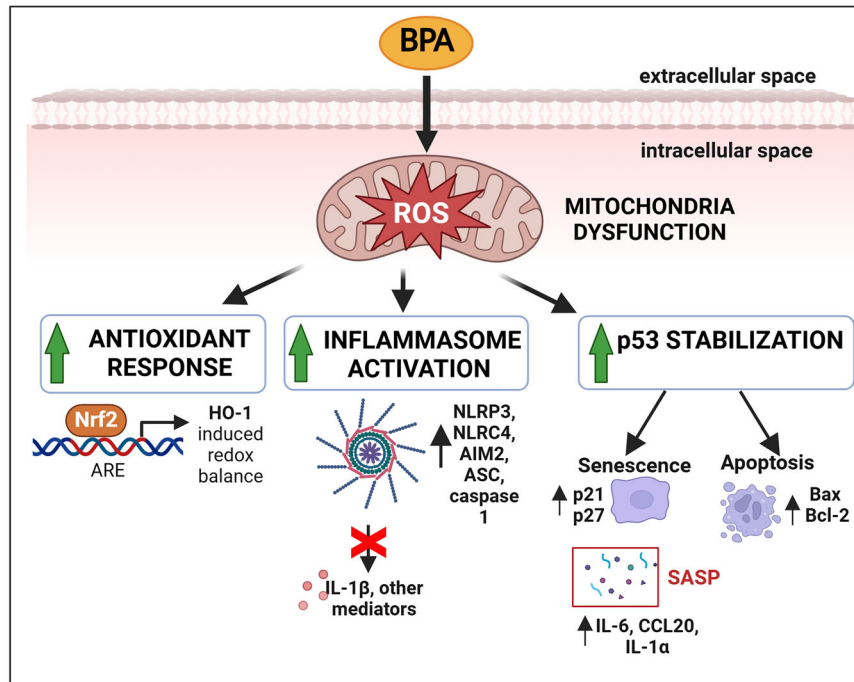 BPA
extracellular space
intracellular space
ROS
MITOCHONDRIA
DYSFUNCTION
ANTIOXIDANT
RESPONSE
INFLAMMASOME
ACTIVATION
p53 STABILIZATION
Nrf2
ARE
HO-1
induced
redox
balance
NLRP3,
NLRC4,
AIM2,
ASC,
caspase
1
IL-1β, other
mediators
Senescence
p21
p27
Apoptosis
Bax
Bcl-2
SASP
IL-6, CCL20,
IL-1α